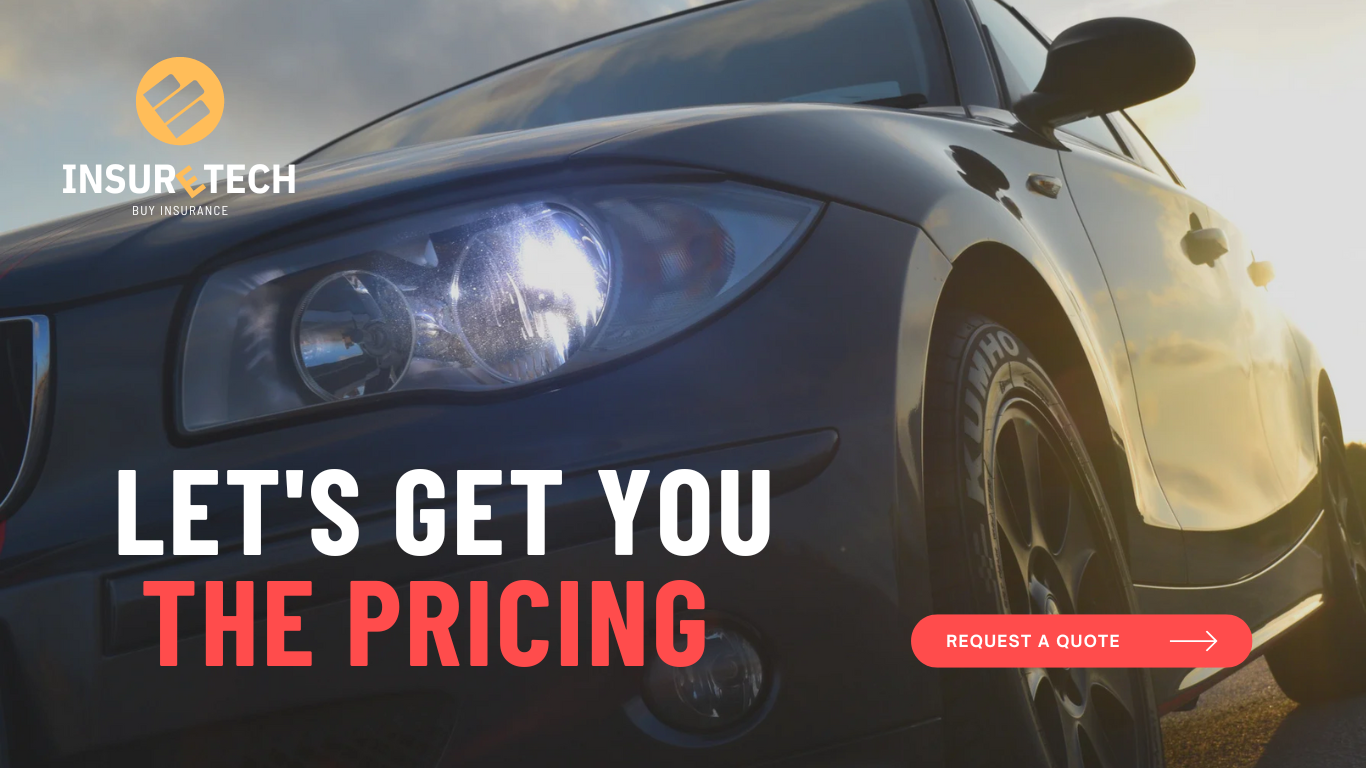 INSURETECH
BUY INSURANCE
KUMHO
LET'S GET YOU
THE PRICING
REQUEST A QUOTE